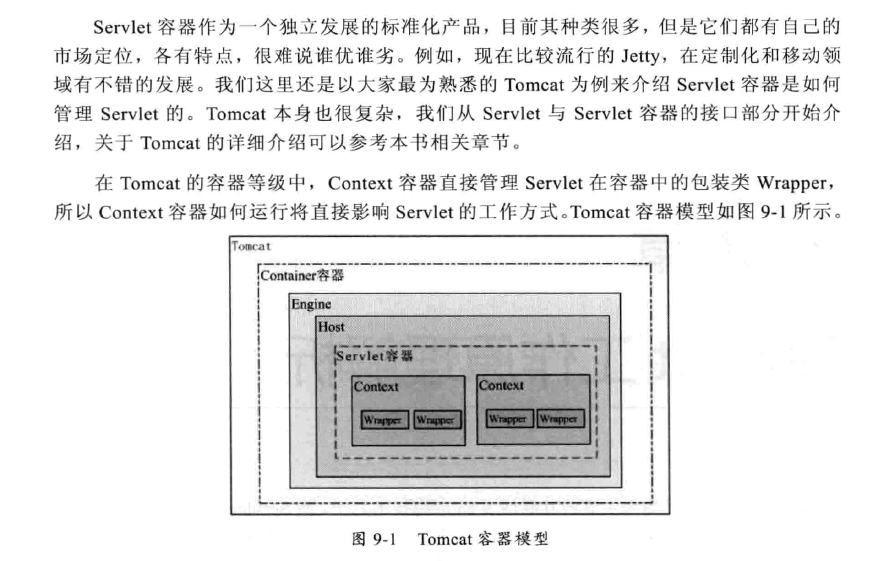 Servlet 容器作为一个独立发展的标准化产品，目前其种类很多，但是它们都有自己的
市场定位，各有特点，很难说谁优谁劣。例如，现在比较流行的 Jetty，在定制化和移动领
域有不错的发展。我们这里还是以大家最为熟悉的 Tomcat 为例来介绍 Servlet 容器是如何
管理 Servlet 的。Tomcat 本身也很复杂，我们从 Servlet 与 Servlet 容器的接口部分开始介
绍，关于 Tomcat 的详细介绍可以参考本书相关章节。
在 Tomcat 的容器等级中，Context 容器直接管理 Servlet 在容器中的包装类 Wrapper，
所以 Context 容器如何运行将直接影响 Servlet 的工作方式。Tomcat 容器模型如图 9-1 所示。
Tomcat
Container容器
Engine
Host
Servlet容器
Context Context
Wrapper Wrapper Wrapper Wrapper
图 9-1 Tomcat 容器模型